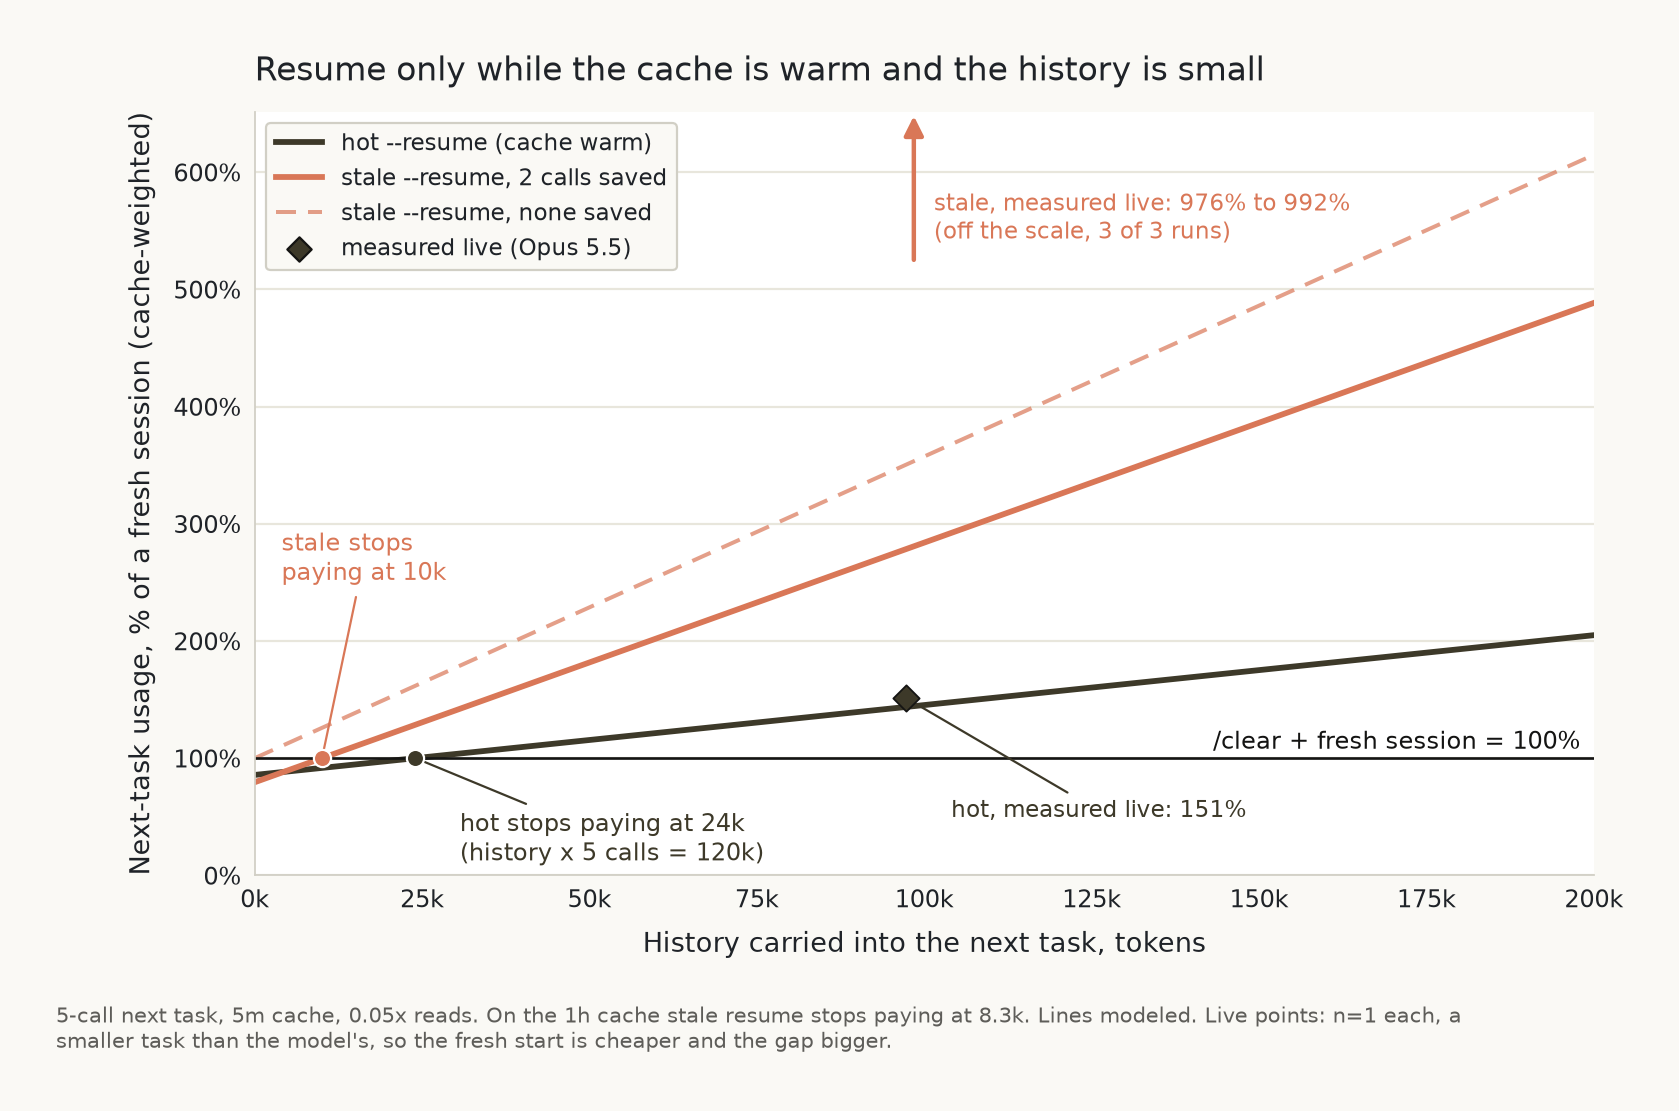 Resume only while the cache is warm and the history is small
Next-task usage, % of a fresh session (cache-weighted)
hot --resume (cache warm)
stale --resume, 2 calls saved
stale --resume, none saved
measured live (Opus 5.5)
stale, measured live: 976% to 992%
(off the scale, 3 of 3 runs)
600%
500%
400%
300%
200%
100%
0%
stale stops
paying at 10k
/clear + fresh session = 100%
hot, measured live: 151%
hot stops paying at 24k
(history x 5 calls = 120k)
0k
25k
50k
75k
100k
125k
150k
175k
200k
History carried into the next task, tokens
5-call next task, 5m cache, 0.05x reads. On the 1h cache stale resume stops paying at 8.3k. Lines modeled. Live points: n=1 each, a
smaller task than the model's, so the fresh start is cheaper and the gap bigger.